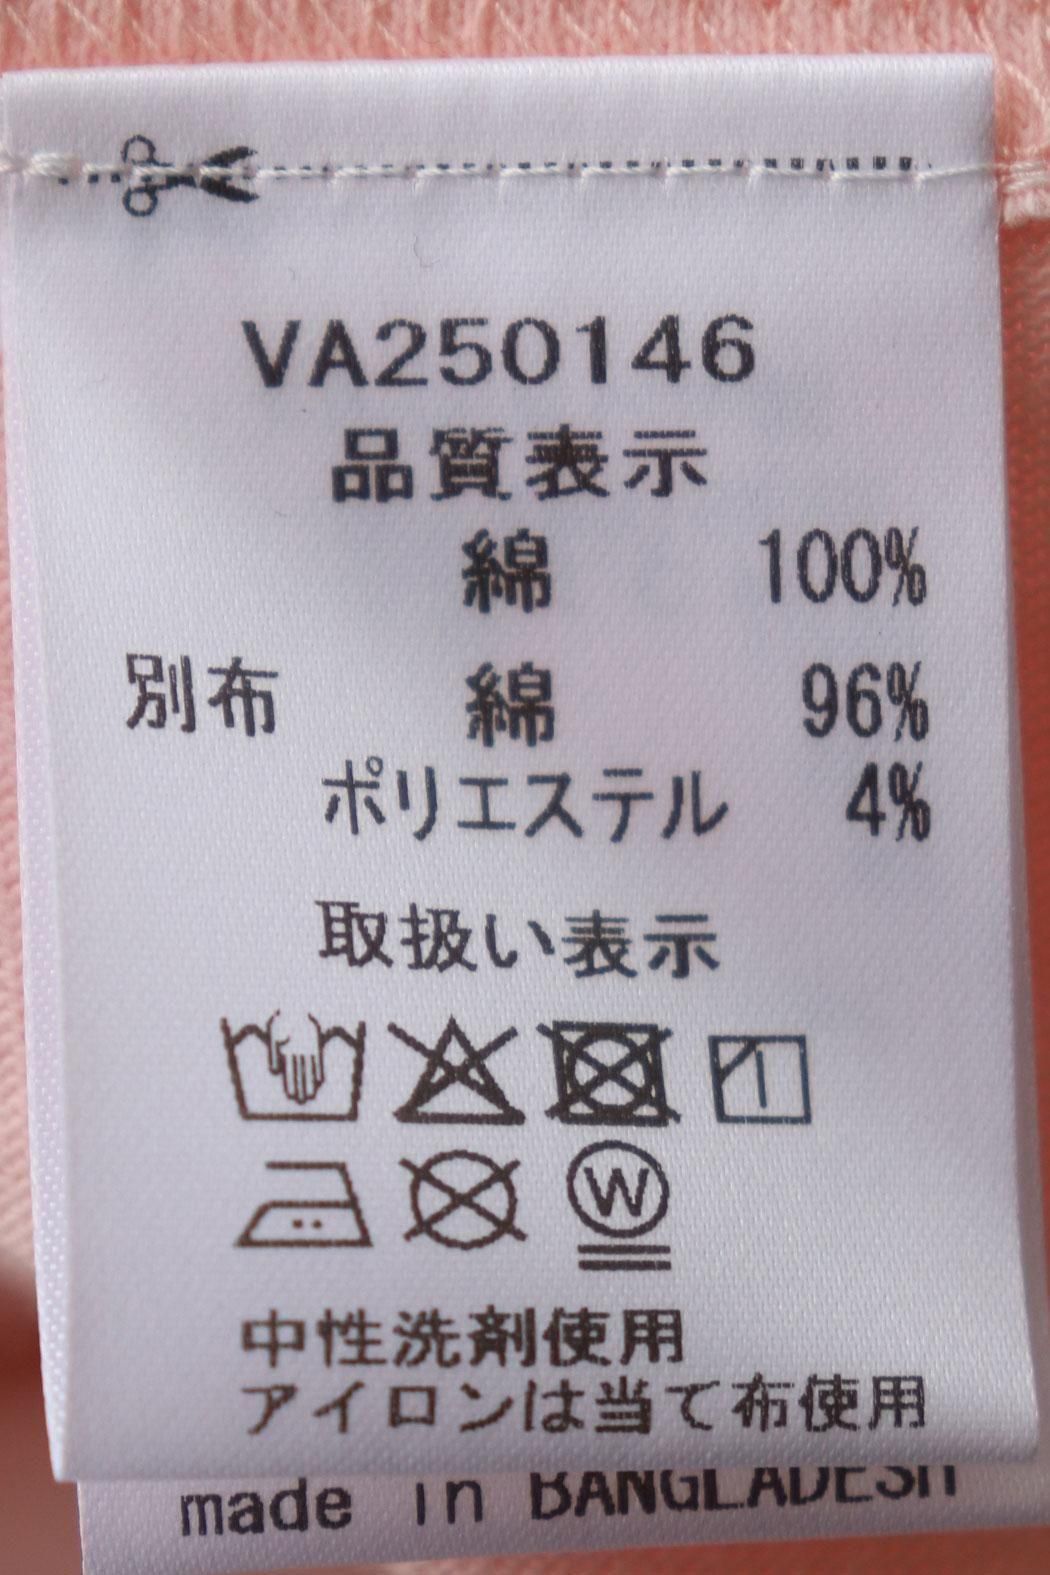 VA250146
品質表示
綿 100%
別布 綿 96%
ポリエステル 4%
取扱い表示
W
中性洗剤使用
アイロンは当て布使用
made in BANGLADESH